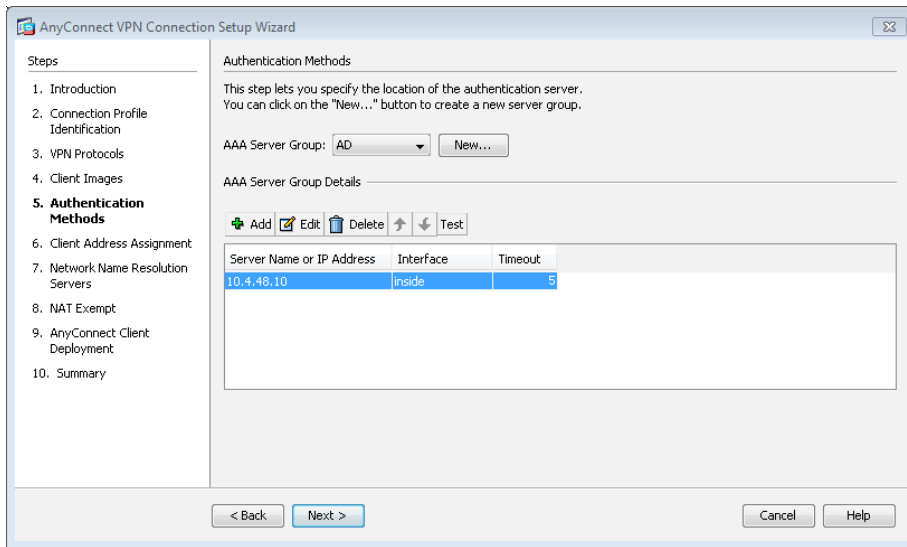 AnyConnect VPN Connection Setup Wizard
Steps
1. Introduction
2. Connection Profile
Identification
3. VPN Protocols
4. Client Images
5. Authentication
Methods
6. Client Address Assignment
7. Network Name Resolution
Servers
8. NAT Exempt
9. AnyConnect Client
Deployment
10. Summary
Authentication Methods
This step lets you specify the location of the authentication server.
You can click on the "New..." button to create a new server group.
AAA Server Group: AD New...
AAA Server Group Details
Add Edit Delete Test
Server Name or IP Address Interface Timeout
10.4.48.10 inside 5
< Back Next > Cancel Help